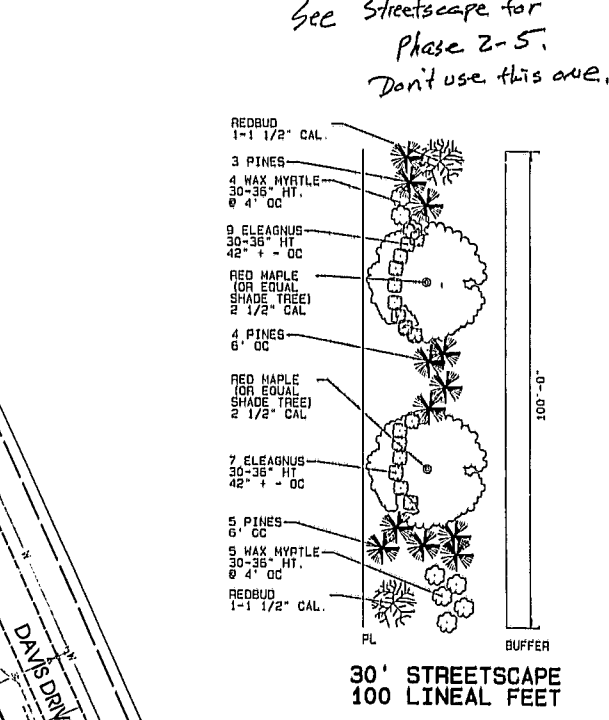 See Streetscape for
Phase 2-5.
Don't use this one.
REDBUD
1-1 1/2" CAL.
3 PINES
4 WAX MYRTLE
30-36" HT.
@ 4' OC
9 ELEAGNUS
30-36" HT
42" + - OC
RED MAPLE
(OR EQUAL
SHADE TREE)
2 1/2" CAL
4 PINES
6' OC
RED MAPLE
(OR EQUAL
SHADE TREE)
2 1/2" CAL
7 ELEAGNUS
30-36" HT
42" + - OC
5 PINES
6' OC
5 WAX MYRTLE
30-36" HT.
@ 4' OC
REDBUD
1-1 1/2" CAL.
100'-0"
PL
BUFFER
30' STREETSCAPE
100 LINEAL FEET
W
W
DAVIS